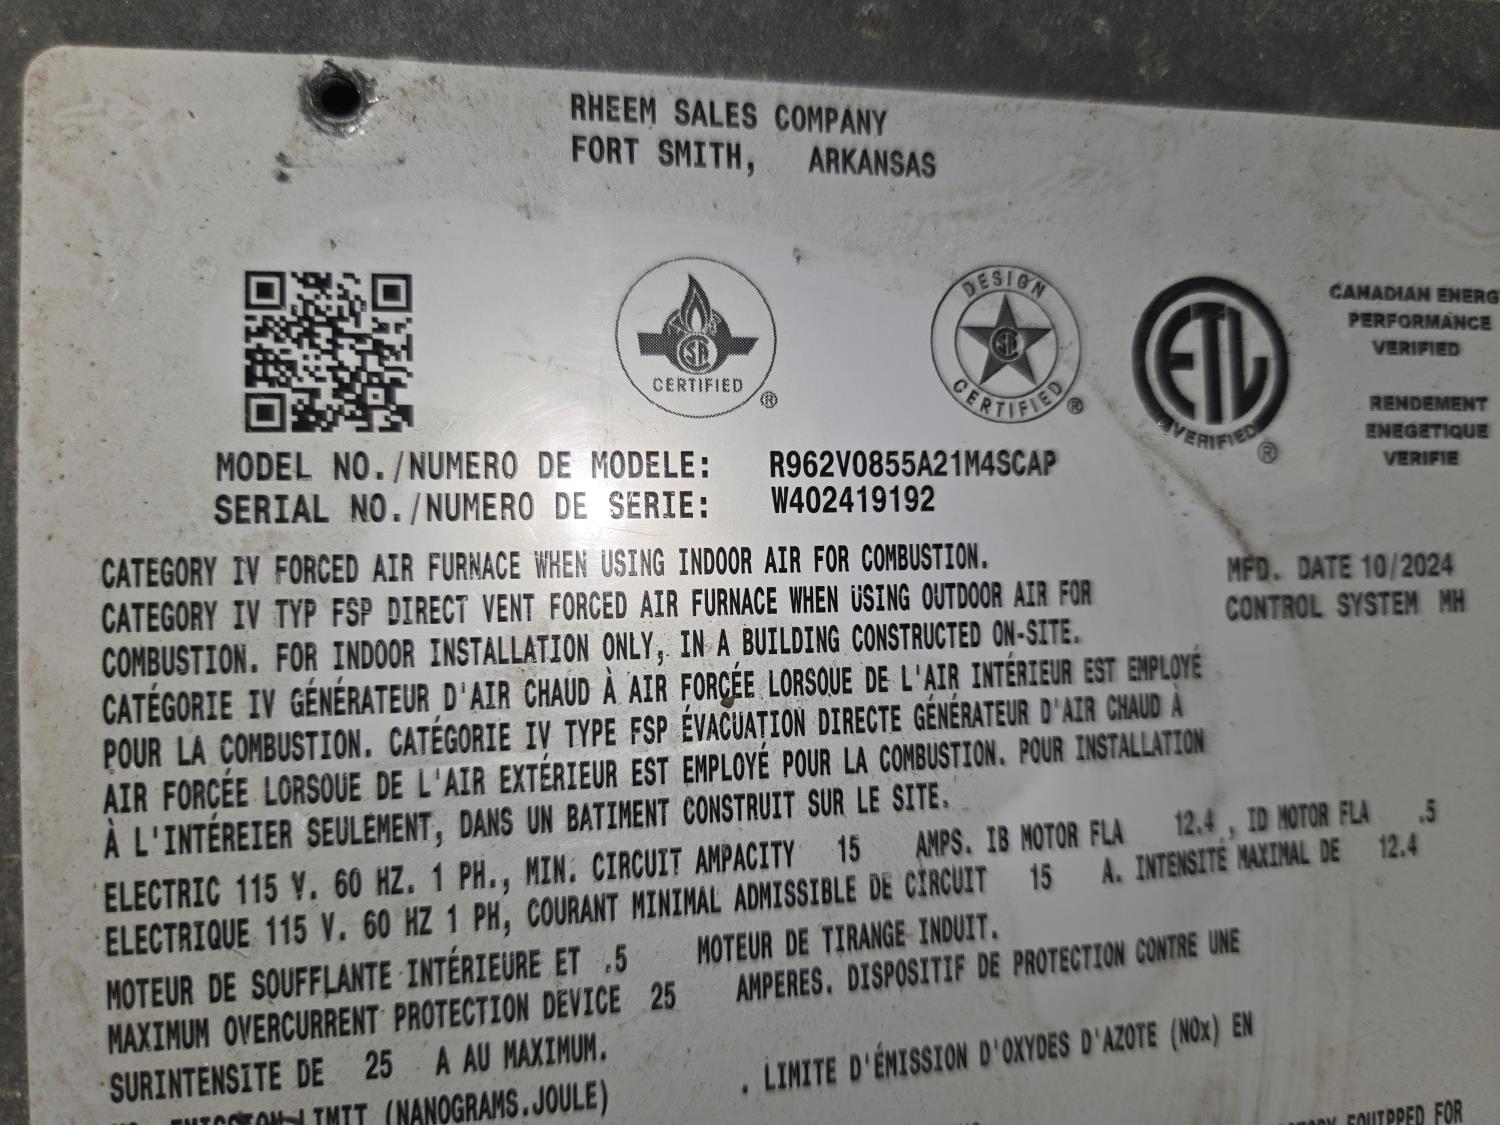 RHEEM SALES COMPANY
FORT SMITH, ARKANSAS
CSA
CERTIFIED
®
DESIGN
CSA
CERTIFIED
®
ETL
VERIFIED
®
CANADIAN ENERG
PERFORMANCE
VERIFIED
RENDEMENT
ENEGETIQUE
VERIFIE
MODEL NO./NUMERO DE MODELE: R962V0855A21M4SCAP
SERIAL NO./NUMERO DE SERIE: W402419192
MFD. DATE 10/2024
CONTROL SYSTEM MH
CATEGORY IV FORCED AIR FURNACE WHEN USING INDOOR AIR FOR COMBUSTION.
CATEGORY IV TYP FSP DIRECT VENT FORCED AIR FURNACE WHEN USING OUTDOOR AIR FOR
COMBUSTION. FOR INDOOR INSTALLATION ONLY, IN A BUILDING CONSTRUCTED ON-SITE.
CATÉGORIE IV GÉNÉRATEUR D'AIR CHAUD À AIR FORÇÉE LORSQUE DE L'AIR INTÉRIEUR EST EMPLOYÉ
POUR LA COMBUSTION. CATÉGORIE IV TYPE FSP ÉVACUATION DIRECTE GÉNÉRATEUR D'AIR CHAUD À
AIR FORCÉE LORSQUE DE L'AIR EXTÉRIEUR EST EMPLOYÉ POUR LA COMBUSTION. POUR INSTALLATION
À L'INTÉREIER SEULEMENT, DANS UN BATIMENT CONSTRUIT SUR LE SITE.
ELECTRIC 115 V. 60 HZ. 1 PH., MIN. CIRCUIT AMPACITY 15 AMPS. IB MOTOR FLA 12.4 , ID MOTOR FLA .5
ELECTRIQUE 115 V. 60 HZ 1 PH, COURANT MINIMAL ADMISSIBLE DE CIRCUIT 15 A. INTENSITÉ MAXIMAL DE 12.4
MOTEUR DE SOUFFLANTE INTÉRIEURE ET .5 MOTEUR DE TIRANGE INDUIT.
MAXIMUM OVERCURRENT PROTECTION DEVICE 25 AMPERES. DISPOSITIF DE PROTECTION CONTRE UNE
SURINTENSITE DE 25 A AU MAXIMUM.
EMISSION LIMIT (NANOGRAMS.JOULE) . LIMITE D'ÉMISSION D'OXYDES D'AZOTE (NOx) EN
EQUIPPED FOR